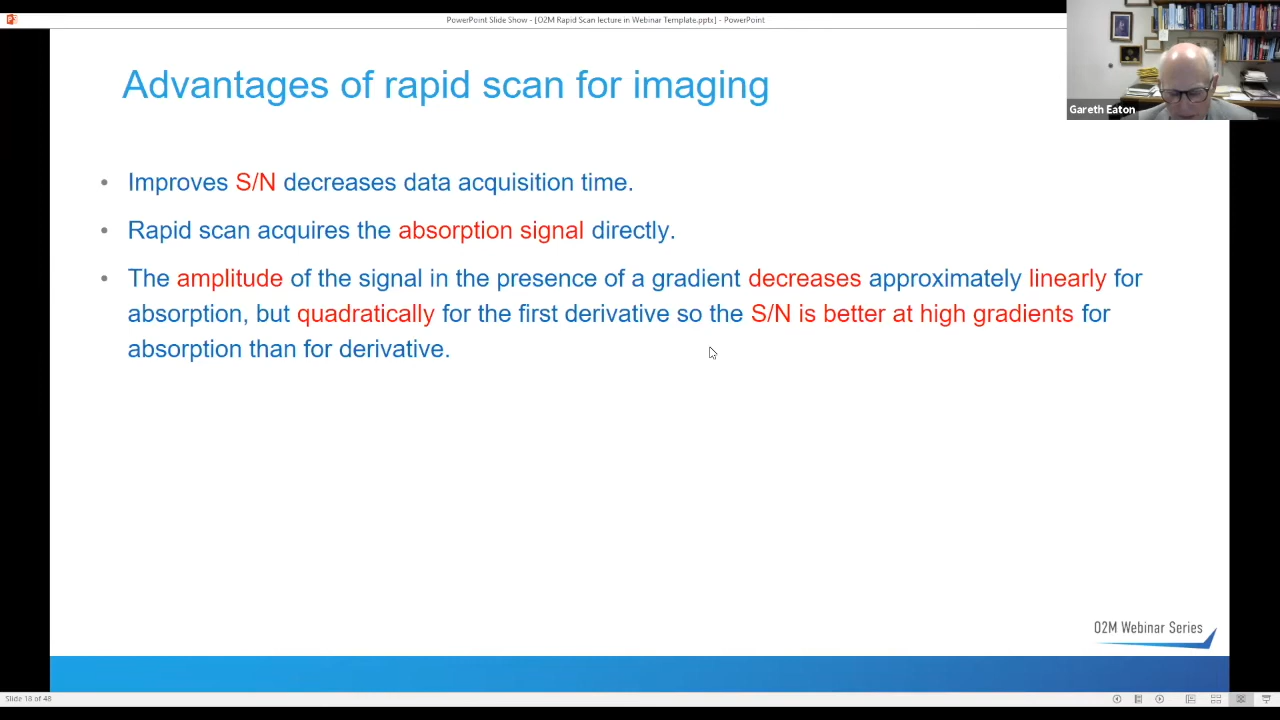 PowerPoint Slide Show - [O2M Rapid Scan lecture in Webinar Template.pptx] - PowerPoint
Advantages of rapid scan for imaging
Gareth Eaton
• Improves S/N decreases data acquisition time.
• Rapid scan acquires the absorption signal directly.
• The amplitude of the signal in the presence of a gradient decreases approximately linearly for
absorption, but quadratically for the first derivative so the S/N is better at high gradients for
absorption than for derivative.
O2M Webinar Series
Slide 18 of 48